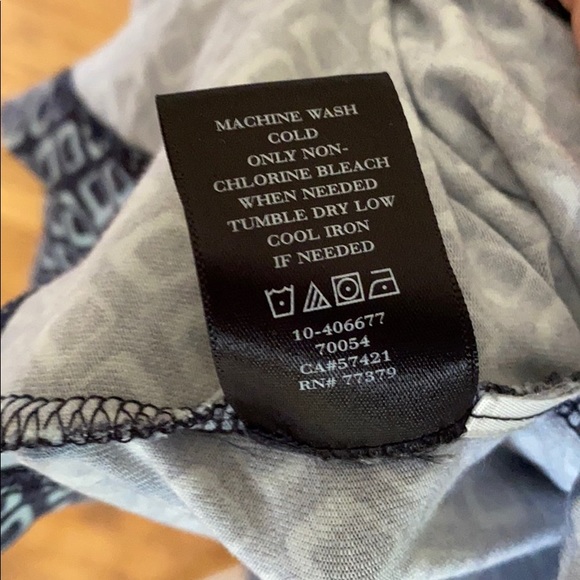 MACHINE WASH
COLD
ONLY NON-
CHLORINE BLEACH
WHEN NEEDED
TUMBLE DRY LOW
COOL IRON
IF NEEDED
10-406677
70054
CA#57421
RN# 77379